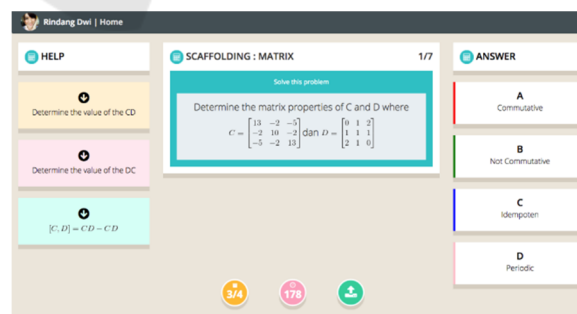 Rindang Dwi | Home
HELP
Determine the value of the CD
Determine the value of the DC
[C, D] = CD − CD
SCAFFOLDING : MATRIX 1/7
Solve this problem
Determine the matrix properties of C and D where
C = [13 −2 −5; −2 10 −2; −5 −2 13] dan D = [0 1 2; 1 1 1; 2 1 0]
3/4
178
ANSWER
A
Commutative
B
Not Commutative
C
Idempoten
D
Periodic